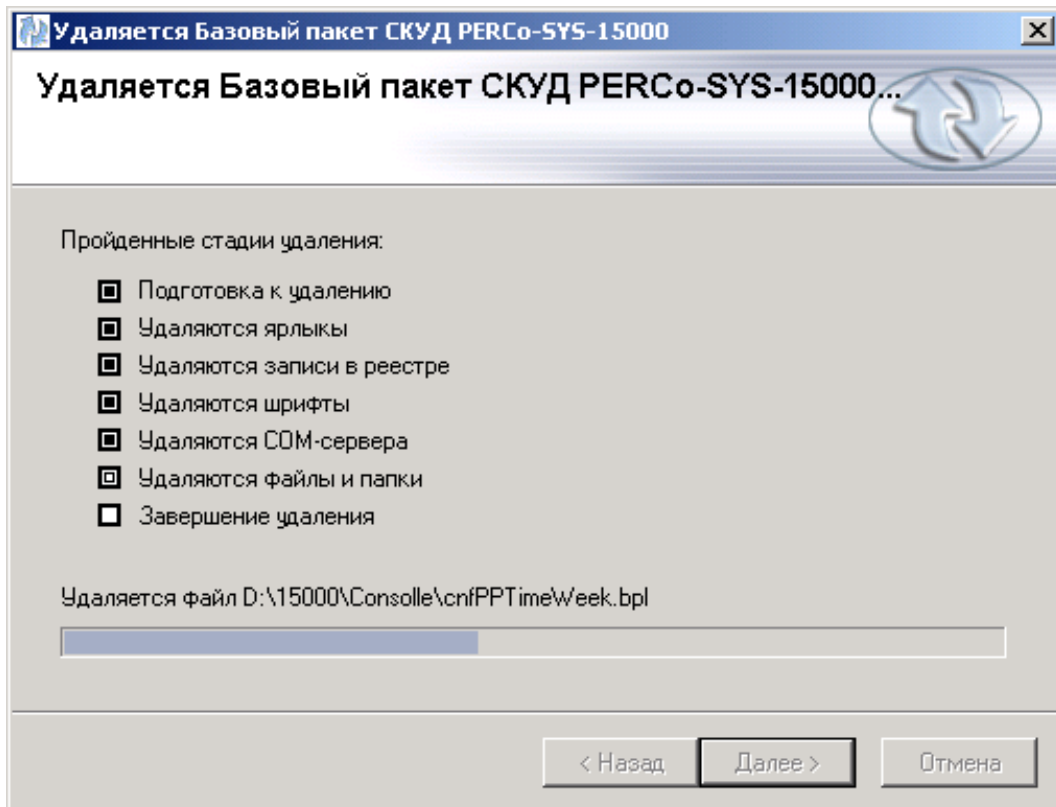 Удаляется Базовый пакет СКУД PERCo-SYS-15000
Удаляется Базовый пакет СКУД PERCo-SYS-15000...
Пройденные стадии удаления:
Подготовка к удалению
Удаляются ярлыки
Удаляются записи в реестре
Удаляются шрифты
Удаляются COM-сервера
Удаляются файлы и папки
Завершение удаления
Удаляется файл D:\15000\Consolle\cnfPPTimeWeek.bpl
< Назад Далее > Отмена